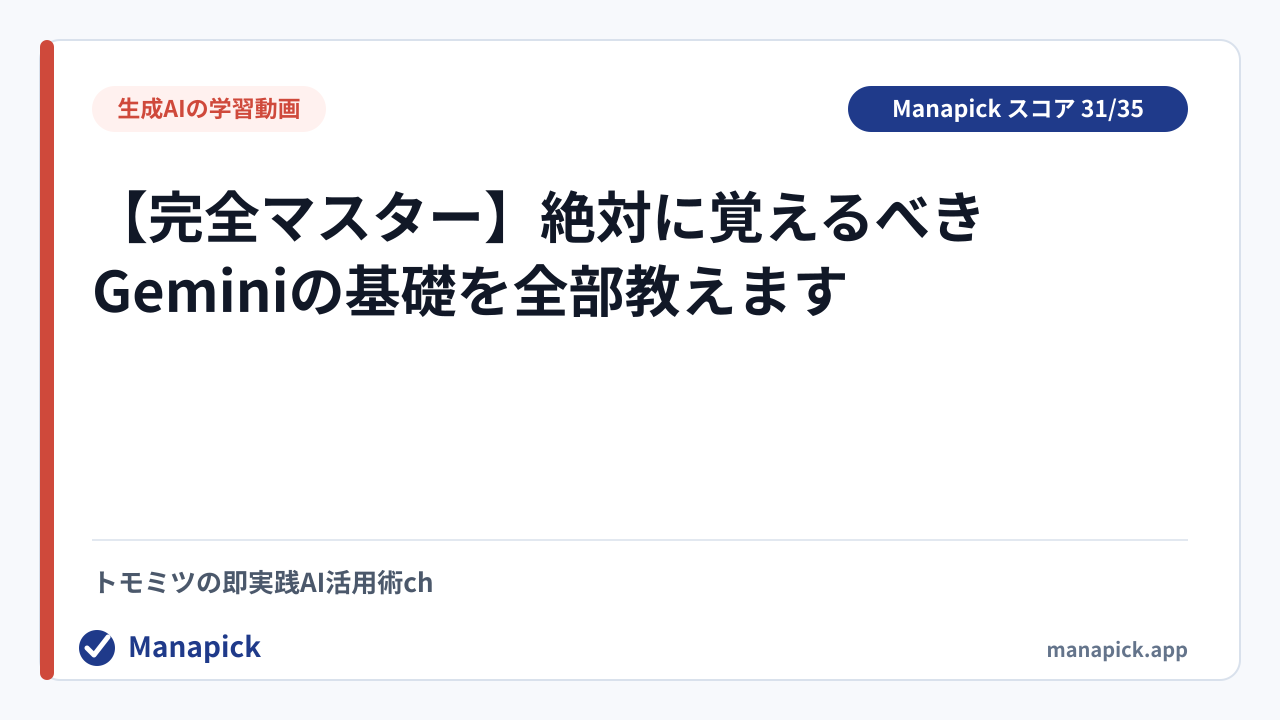 生成AIの学習動画
Manapick スコア 31/35
【完全マスター】絶対に覚えるべき
Geminiの基礎を全部教えます
トモミツの即実践AI活用術ch
Manapick
manapick.app